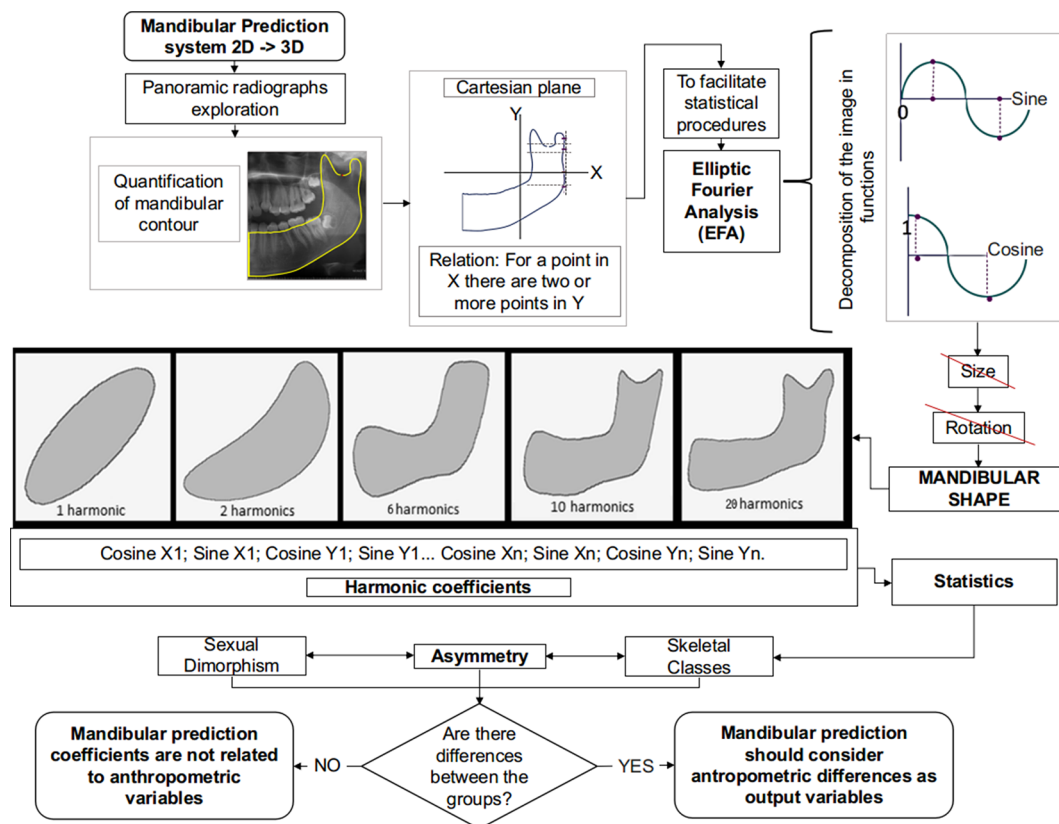 Mandibular Prediction
system 2D -> 3D
Panoramic radiographs
exploration
Quantification
of mandibular
contour
Cartesian plane
Y
X
Relation: For a point in
X there are two or
more points in Y
To facilitate
statistical
procedures
Elliptic
Fourier
Analysis
(EFA)
Decomposition of the image in
functions
0
Sine
1
Cosine
Size
Rotation
MANDIBULAR
SHAPE
1 harmonic
2 harmonics
6 harmonics
10 harmonics
20 harmonics
Cosine X1; Sine X1; Cosine Y1; Sine Y1... Cosine Xn; Sine Xn; Cosine Yn; Sine Yn.
Harmonic coefficients
Statistics
Sexual
Dimorphism
Asymmetry
Skeletal
Classes
Are there
differences
between the
groups?
NO
YES
Mandibular prediction
coefficients are not related
to anthropometric
variables
Mandibular prediction
should consider
antropometric differences as
output variables